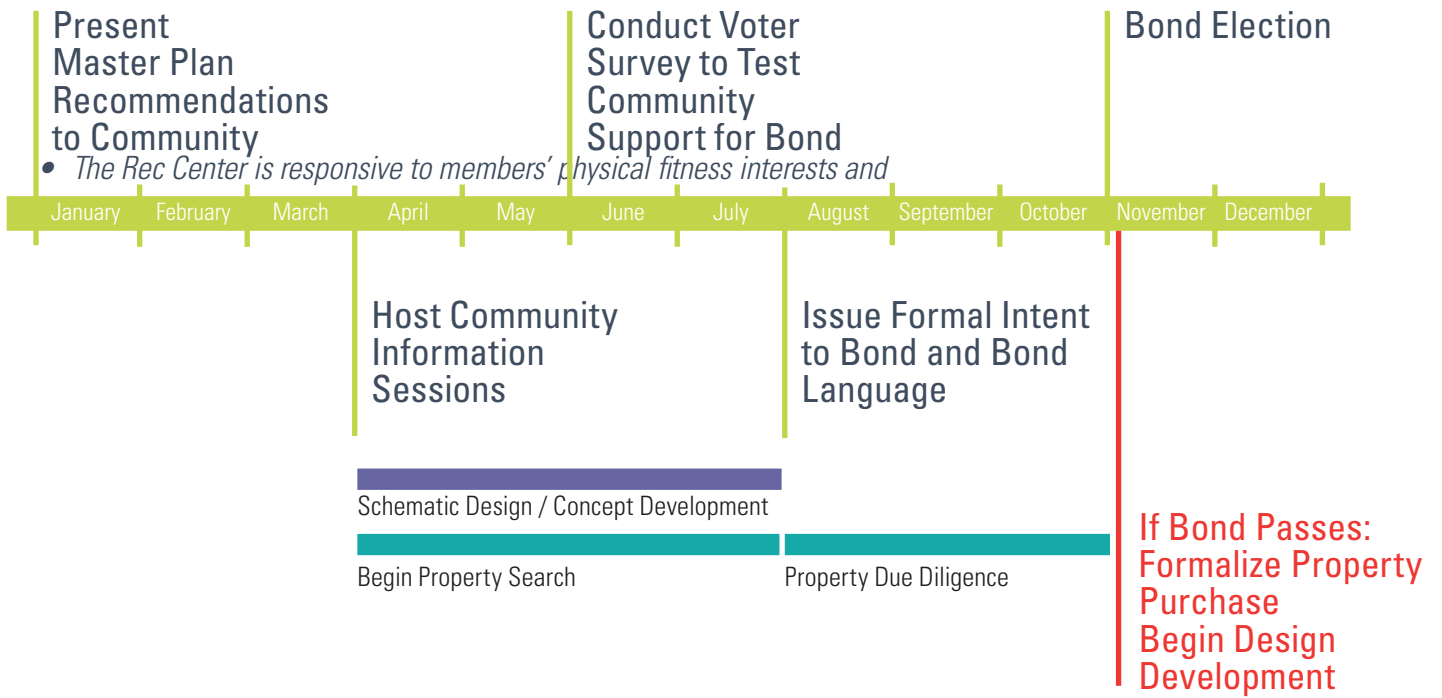 Present
Master Plan
Recommendations
to Community
Conduct Voter
Survey to Test
Community
Support for Bond
Bond Election
• The Rec Center is responsive to members’ physical fitness interests and
January February March April May June July August September October November December
Host Community
Information
Sessions
Issue Formal Intent
to Bond and Bond
Language
Schematic Design / Concept Development
Begin Property Search
Property Due Diligence
If Bond Passes:
Formalize Property
Purchase
Begin Design
Development